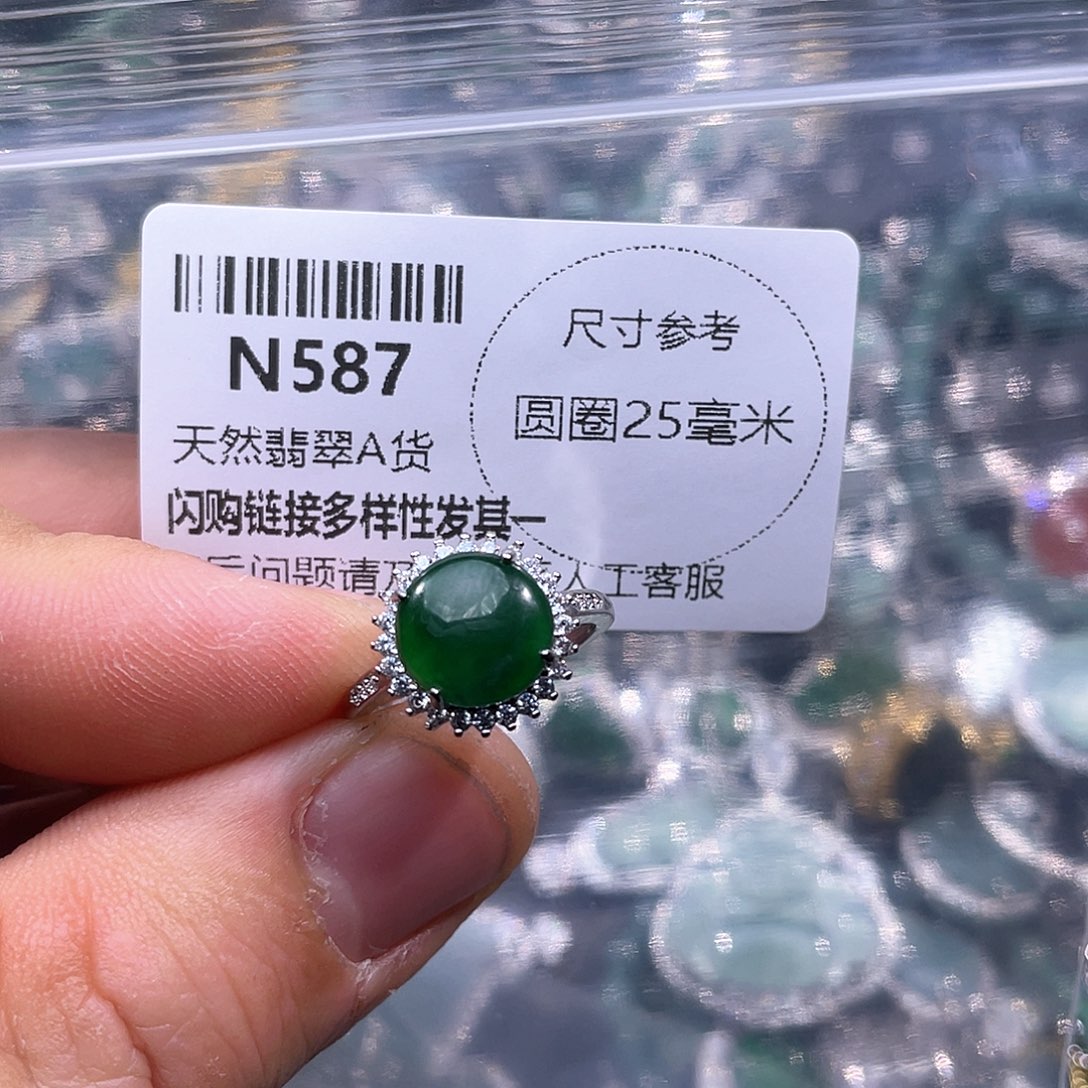 N587
天然翡翠A货
闪购链接多样性发其一
后问题请 人工客服
尺寸参考
圆圈25毫米